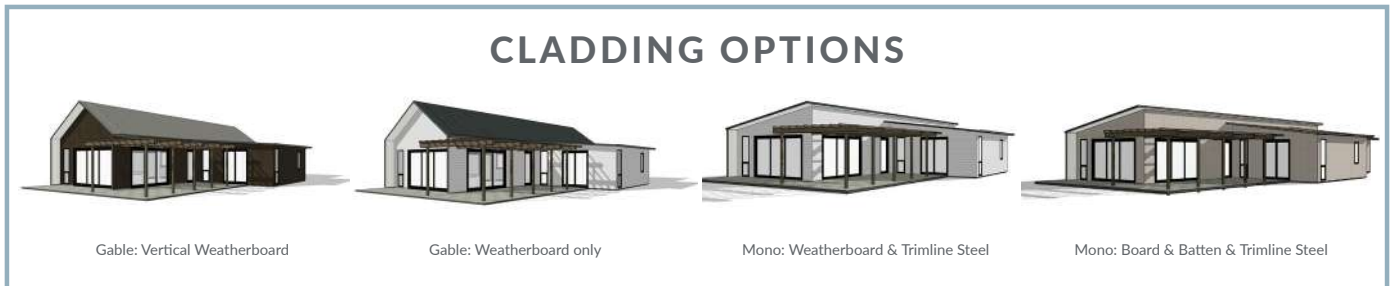 CLADDING OPTIONS
Gable: Vertical Weatherboard
Gable: Weatherboard only
Mono: Weatherboard & Trimline Steel
Mono: Board & Batten & Trimline Steel